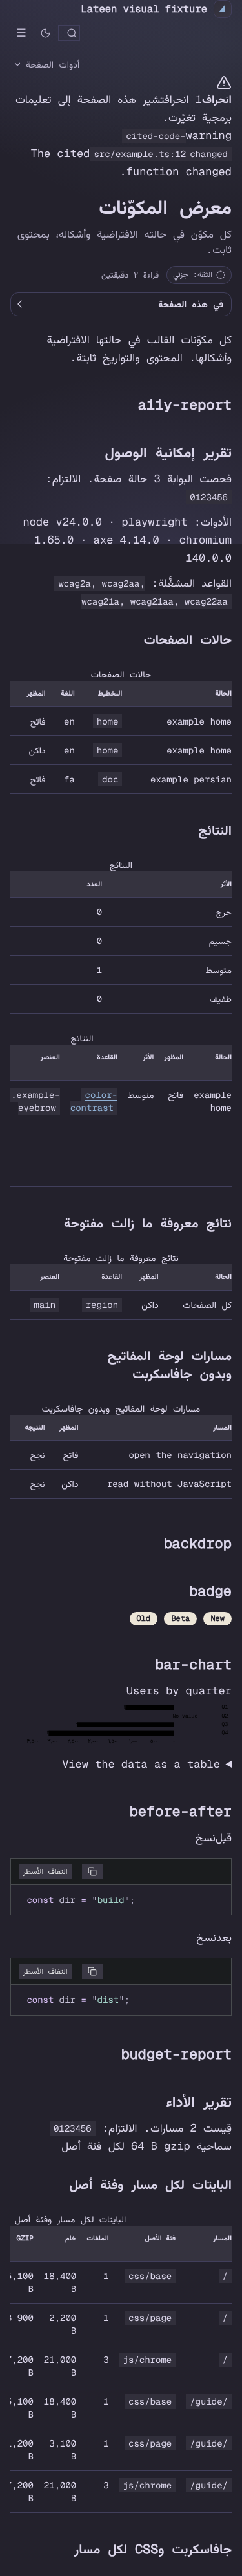 Lateen visual fixture
أدوات الصفحة
انحراف1 انحرافتشير هذه الصفحة إلى تعليمات
برمجية تغيّرت.
cited-code-warning
The cited src/example.ts:12 changed
function changed.
معرض المكوّنات
كل مكوّن في حالته الافتراضية وأشكاله، بمحتوى
ثابت.
الثقة: جزئي
قراءة ٢ دقيقتين
في هذه الصفحة
كل مكوّنات القالب في حالتها الافتراضية
وأشكالها. المحتوى والتواريخ ثابتة.
a11y-report
تقرير إمكانية الوصول
فحصت البوابة 3 حالة صفحة. الالتزام:
0123456
الأدوات: node v24.0.0 · playwright
1.65.0 · axe 4.14.0 · chromium
140.0.0
القواعد المشغَّلة: wcag2a, wcag2aa,
wcag21a, wcag21aa, wcag22aa
حالات الصفحات
حالات الصفحات
الحالة التخطيط اللغة المظهر
example home home en فاتح
example home home en داكن
example persian doc fa فاتح
النتائج
النتائج
الأثر العدد
حرج 0
جسيم 0
متوسط 1
طفيف 0
النتائج
الحالة المظهر الأثر القاعدة العنصر
example home فاتح متوسط color-contrast .example-eyebrow
نتائج معروفة ما زالت مفتوحة
نتائج معروفة ما زالت مفتوحة
الحالة المظهر القاعدة العنصر
كل الصفحات داكن region main
مسارات لوحة المفاتيح
وبدون جافاسكربت
مسارات لوحة المفاتيح وبدون جافاسكربت
المسار المظهر النتيجة
open the navigation فاتح نجح
read without JavaScript داكن نجح
backdrop
badge
New Beta Old
bar-chart
Users by quarter
View the data as a table
before-after
قبلنسخ
التفاف الأسطر
const dir = "build";
بعدنسخ
التفاف الأسطر
const dir = "dist";
budget-report
تقرير الأداء
قِيست 2 مسارات. الالتزام: 0123456
سماحية 64 B gzip لكل فئة أصل
البايتات لكل مسار وفئة أصل
البايتات لكل مسار وفئة أصل
المسار فئة الأصل الملفات خام GZIP
/ css/base 1 18,400 B 5,100 B
/ css/page 1 2,200 B 900 B
/ js/chrome 3 21,000 B 7,200 B
/guide/ css/base 1 18,400 B 5,100 B
/guide/ css/page 1 3,100 B 1,200 B
/guide/ js/chrome 3 21,000 B 7,200 B
جافاسكربت وCSS لكل مسار